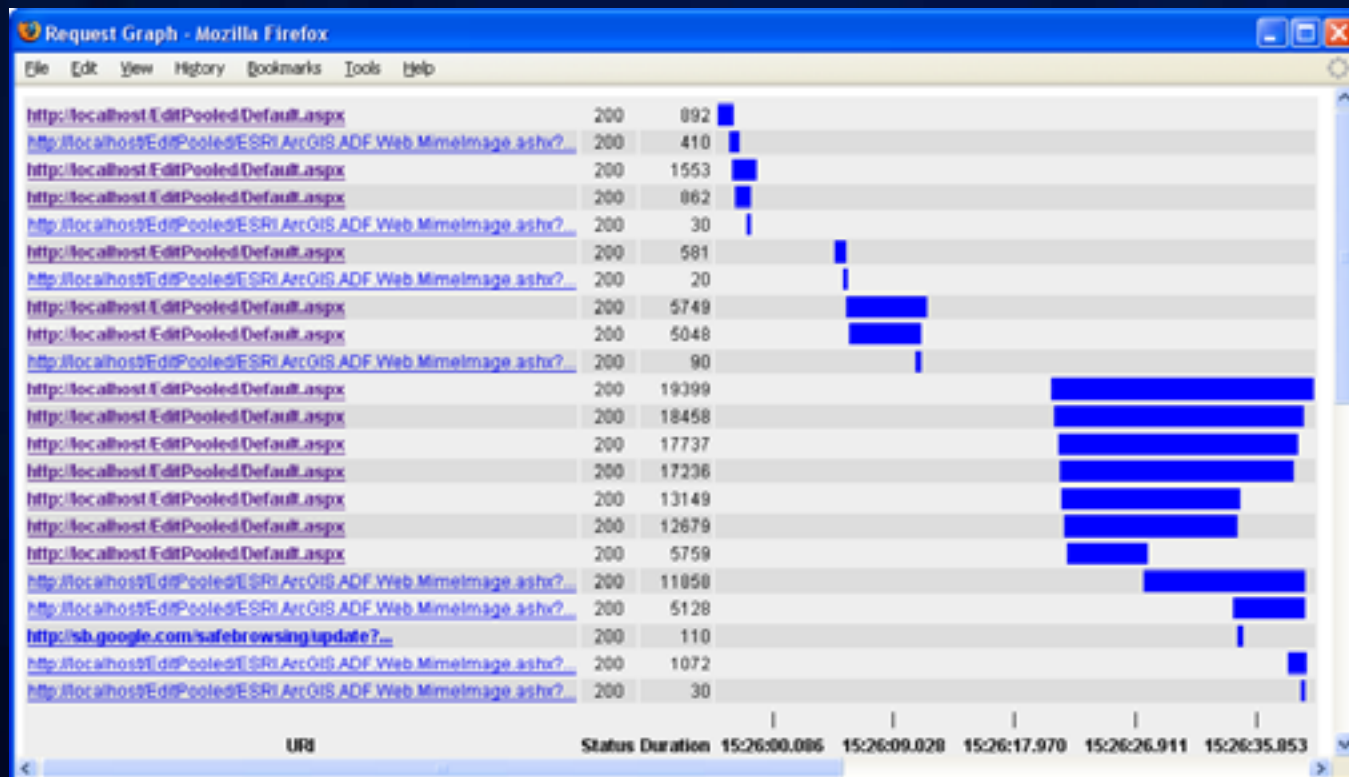 Request Graph - Mozilla Firefox
File Edit View History Bookmarks Tools Help
http://localhost/EditPooled/Default.aspx 200 892
http://localhost/EditPooled/ESRI.ArcGIS.ADF.Web.MimeImage.ashx?... 200 410
http://localhost/EditPooled/Default.aspx 200 1553
http://localhost/EditPooled/Default.aspx 200 862
http://localhost/EditPooled/ESRI.ArcGIS.ADF.Web.MimeImage.ashx?... 200 30
http://localhost/EditPooled/Default.aspx 200 581
http://localhost/EditPooled/ESRI.ArcGIS.ADF.Web.MimeImage.ashx?... 200 20
http://localhost/EditPooled/Default.aspx 200 5749
http://localhost/EditPooled/Default.aspx 200 5048
http://localhost/EditPooled/ESRI.ArcGIS.ADF.Web.MimeImage.ashx?... 200 90
http://localhost/EditPooled/Default.aspx 200 19399
http://localhost/EditPooled/Default.aspx 200 18458
http://localhost/EditPooled/Default.aspx 200 17737
http://localhost/EditPooled/Default.aspx 200 17236
http://localhost/EditPooled/Default.aspx 200 13149
http://localhost/EditPooled/Default.aspx 200 12679
http://localhost/EditPooled/Default.aspx 200 5759
http://localhost/EditPooled/ESRI.ArcGIS.ADF.Web.MimeImage.ashx?... 200 11858
http://localhost/EditPooled/ESRI.ArcGIS.ADF.Web.MimeImage.ashx?... 200 5128
http://sb.google.com/safebrowsing/update?... 200 110
http://localhost/EditPooled/ESRI.ArcGIS.ADF.Web.MimeImage.ashx?... 200 1072
http://localhost/EditPooled/ESRI.ArcGIS.ADF.Web.MimeImage.ashx?... 200 30
URI Status Duration 15:26:00.086 15:26:09.028 15:26:17.970 15:26:26.911 15:26:35.853